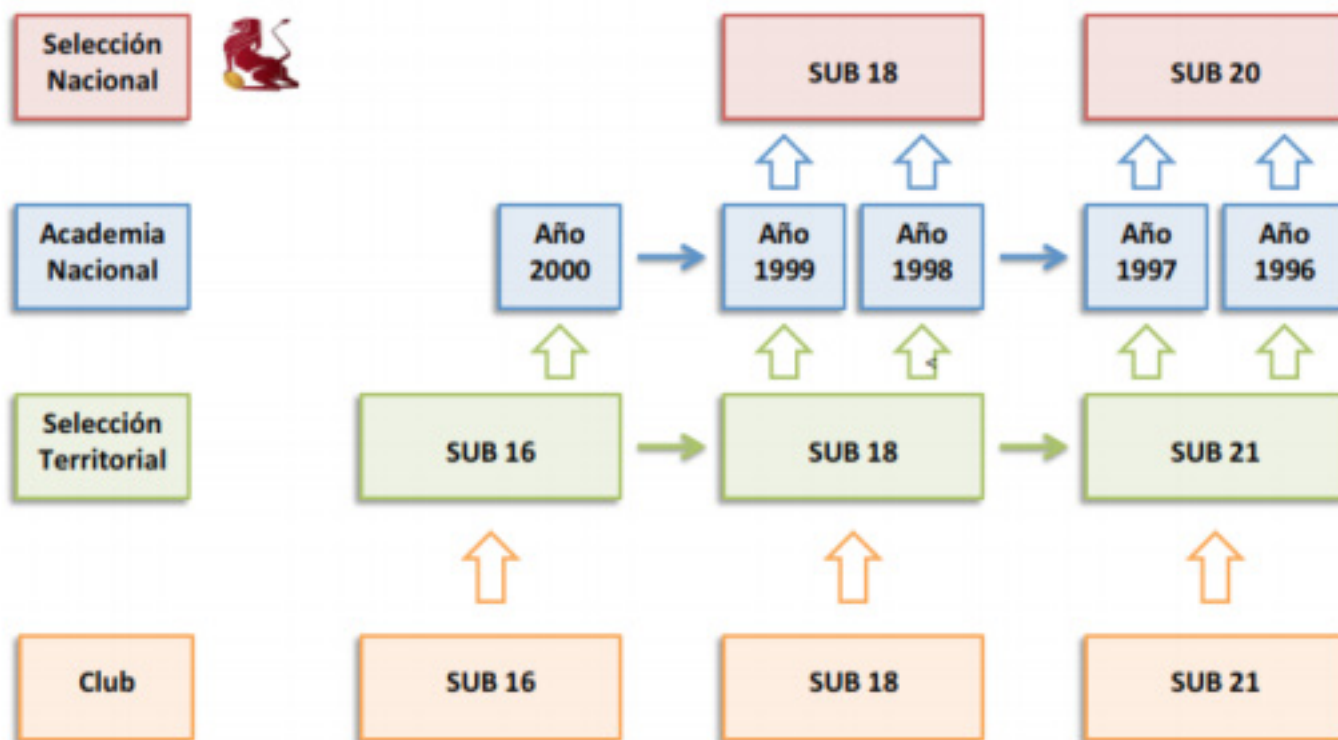 Selección
Nacional
SUB 18
SUB 20
Academia
Nacional
Año
2000
Año
1999
Año
1998
Año
1997
Año
1996
Selección
Territorial
SUB 16
SUB 18
SUB 21
Club
SUB 16
SUB 18
SUB 21